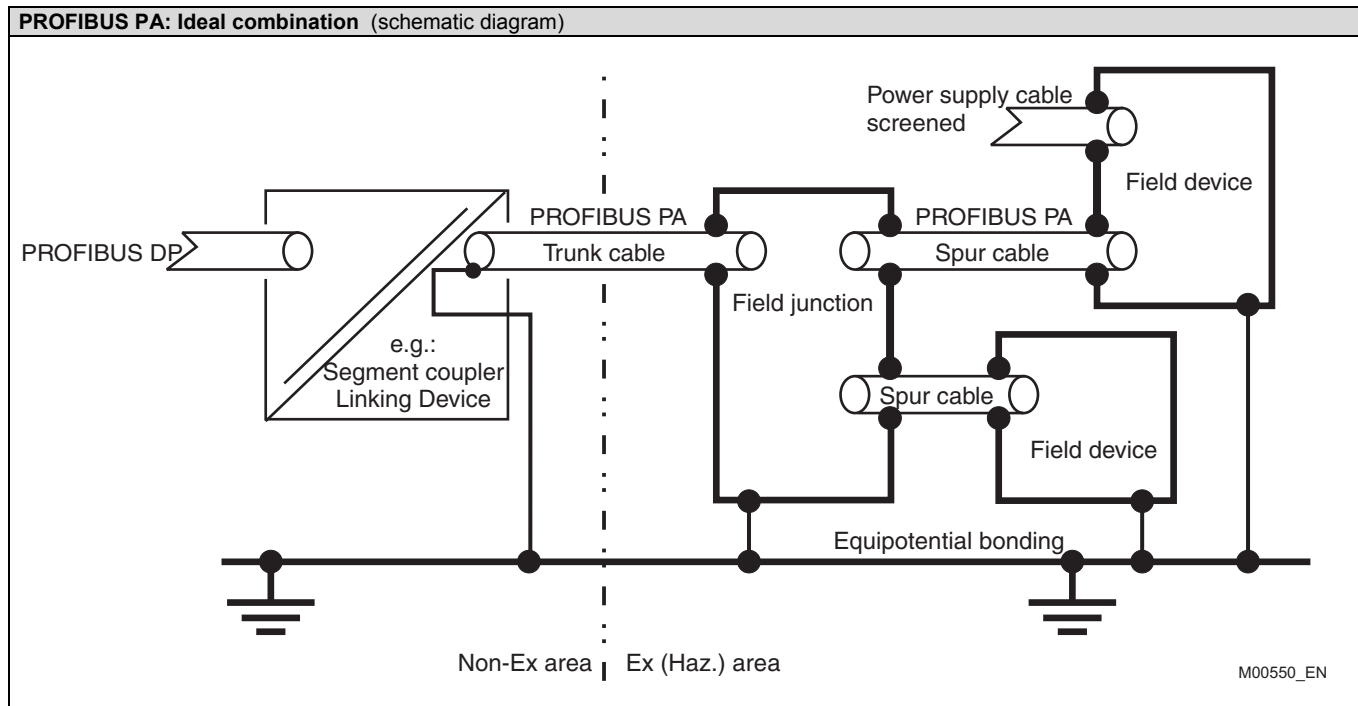 PROFIBUS PA: Ideal combination (schematic diagram)
Power supply cable
screened
Field device
PROFIBUS DP
PROFIBUS PA
Trunk cable
PROFIBUS PA
Spur cable
Field junction
e.g.:
Segment coupler
Linking Device
Spur cable
Field device
Equipotential bonding
Non-Ex area
Ex (Haz.) area
M00550_EN